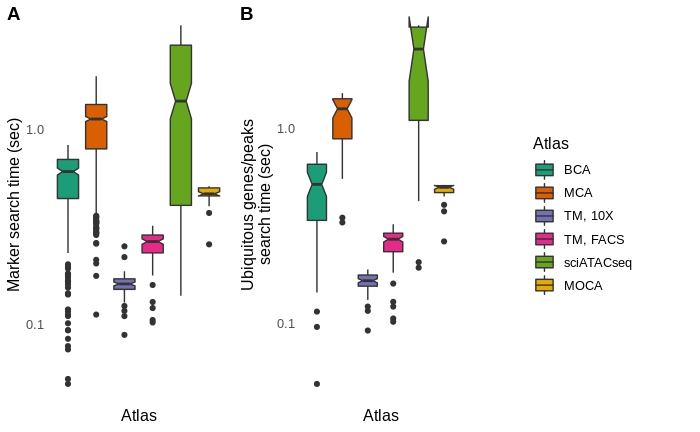 A
Marker search time (sec)
1.0
0.1
Atlas
B
Ubiquitous genes/peaks
search time (sec)
1.0
0.1
Atlas
Atlas
BCA
MCA
TM, 10X
TM, FACS
sciATACseq
MOCA